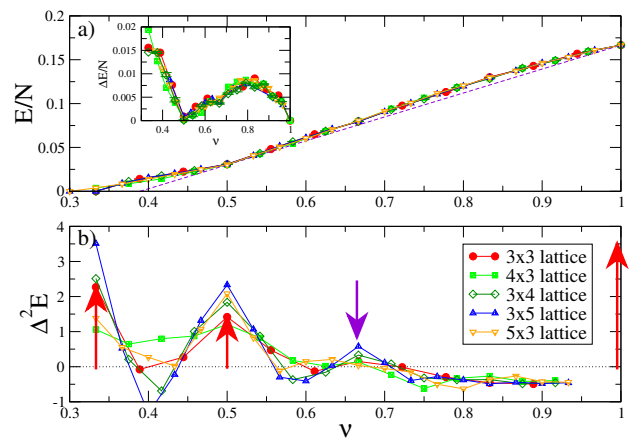 a)
E/N
0.15
0.1
0.05
0
0.3 0.4 0.5 0.6 0.7 0.8 0.9 1
ΔE/N
0.02
0.015
0.01
0.005
0
0.4 0.6 0.8 1
ν
b)
Δ²E
4
3
2
1
0
-1
3x3 lattice
4x3 lattice
3x4 lattice
3x5 lattice
5x3 lattice
0.3 0.4 0.5 0.6 0.7 0.8 0.9 1
ν